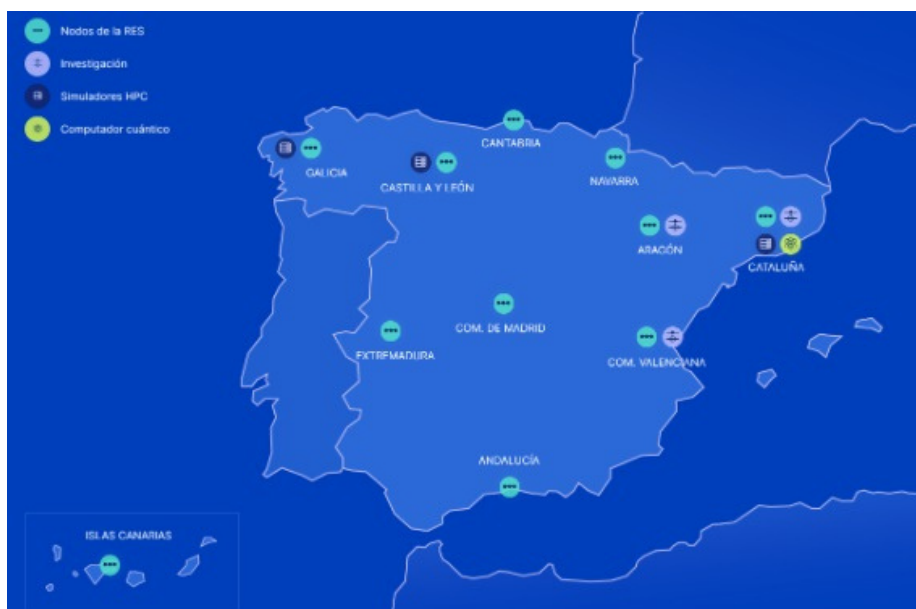 Nodos de la RES
Investigación
Simuladores HPC
Computador cuántico
CANTABRIA
GALICIA
CASTILLA Y LEÓN
NAVARRA
ARAGÓN
CATALUÑA
COM. DE MADRID
EXTREMADURA
COM. VALENCIANA
ANDALUCÍA
ISLAS CANARIAS